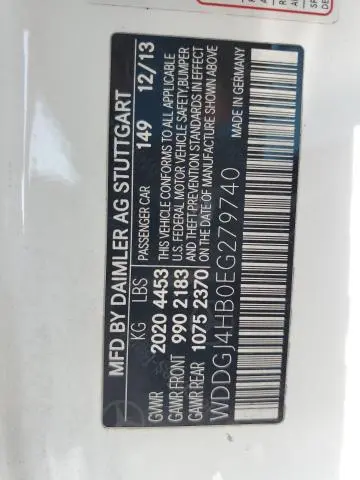 MFD BY DAIMLER AG STUTTGART
KG LBS PASSENGER CAR 149 12/13
GVWR 2020 4453 THIS VEHICLE CONFORMS TO ALL APPLICABLE
GAWR FRONT 990 2183 U.S. FEDERAL MOTOR VEHICLE SAFETY,BUMPER
GAWR REAR 1075 2370 AND THEFT PREVENTION STANDARDS IN EFFECT
ON THE DATE OF MANUFACTURE SHOWN ABOVE
WDDGJ4HB0EG279740 MADE IN GERMANY